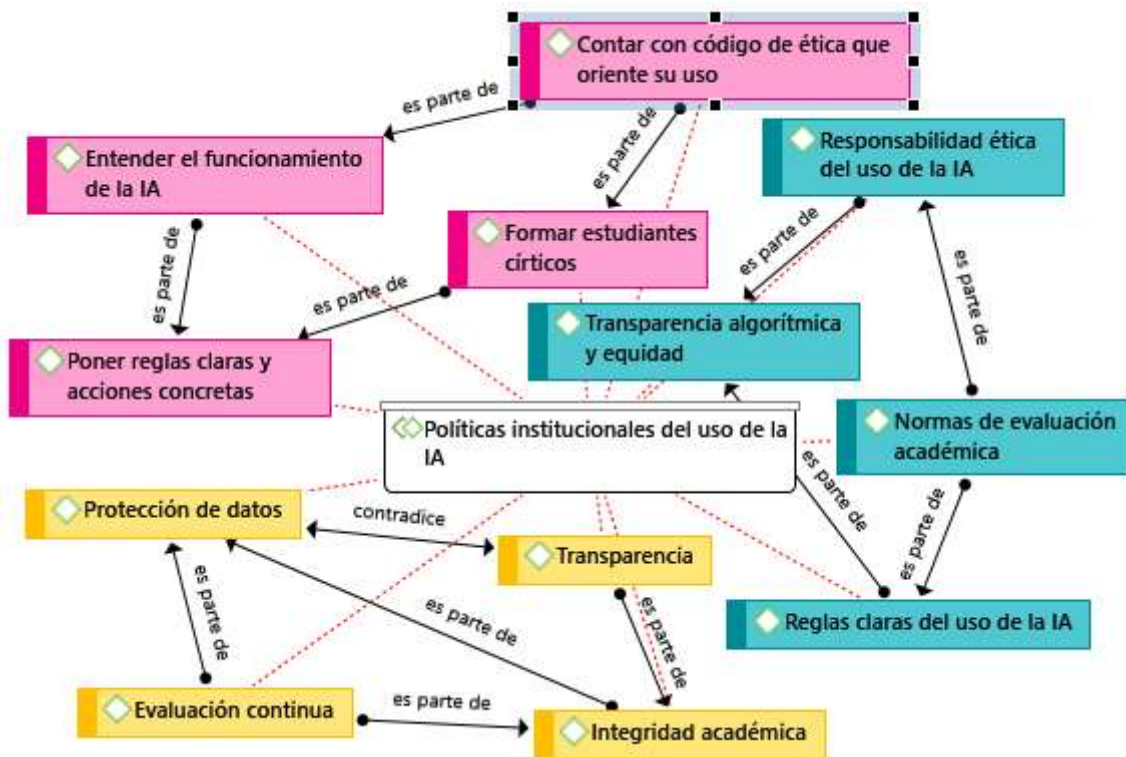 Contar con código de ética que
oriente su uso
es parte de
es parte de
Responsabilidad ética
del uso de la IA
Entender el funcionamiento
de la IA
Formar estudiantes
círticos
es parte de
es parte de
es parte de
es parte de
Transparencia algorítmica
y equidad
Poner reglas claras y
acciones concretas
Políticas institucionales del uso de la
IA
Normas de evaluación
académica
es parte de
es parte de
Protección de datos
contradice
Transparencia
es parte de
es parte de
es parte de
Reglas claras del uso de la IA
Evaluación continua
es parte de
Integridad académica